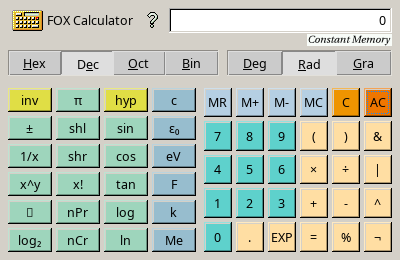 FOX Calculator ? 0
Constant Memory
Hex Dec Oct Bin Deg Rad Gra
inv π hyp c MR M+ M- MC C AC
± shl sin ε₀ 7 8 9 ( ) &
1/x shr cos eV 4 5 6 × ÷ |
x^y x! tan F 1 2 3 + - ^
nPr log k 0 . EXP = % ¬
log₂ nCr ln Me